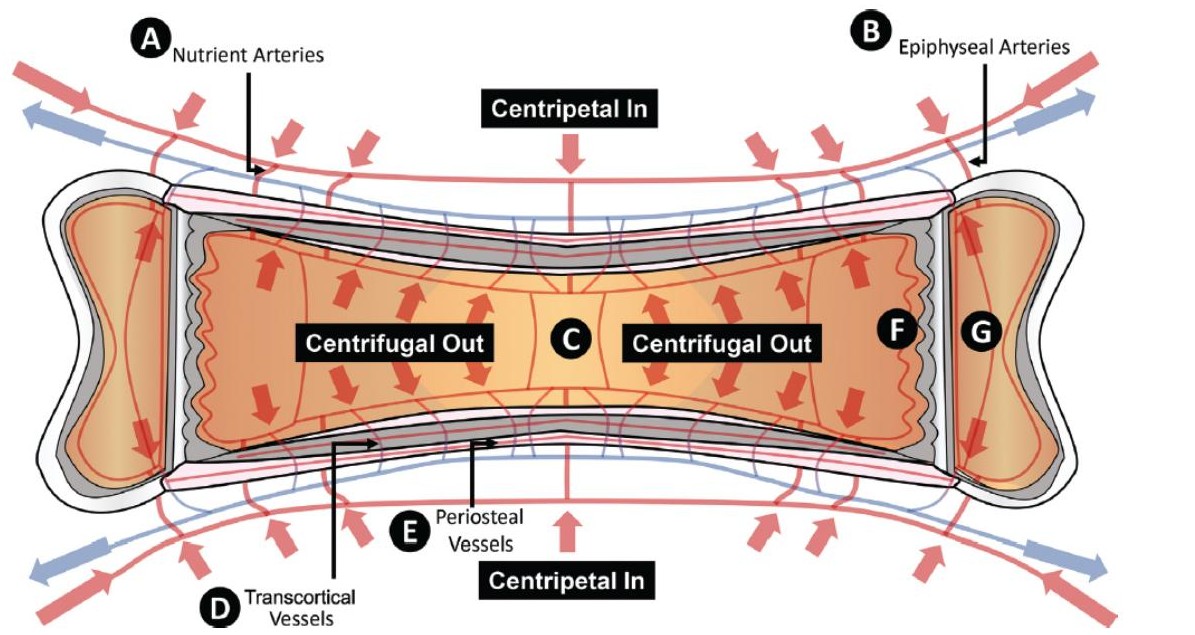 A
Nutrient Arteries
B
Epiphyseal Arteries
Centripetal In
Centrifugal Out
C
Centrifugal Out
F
G
E
Periosteal
Vessels
Centripetal In
D
Transcortical
Vessels